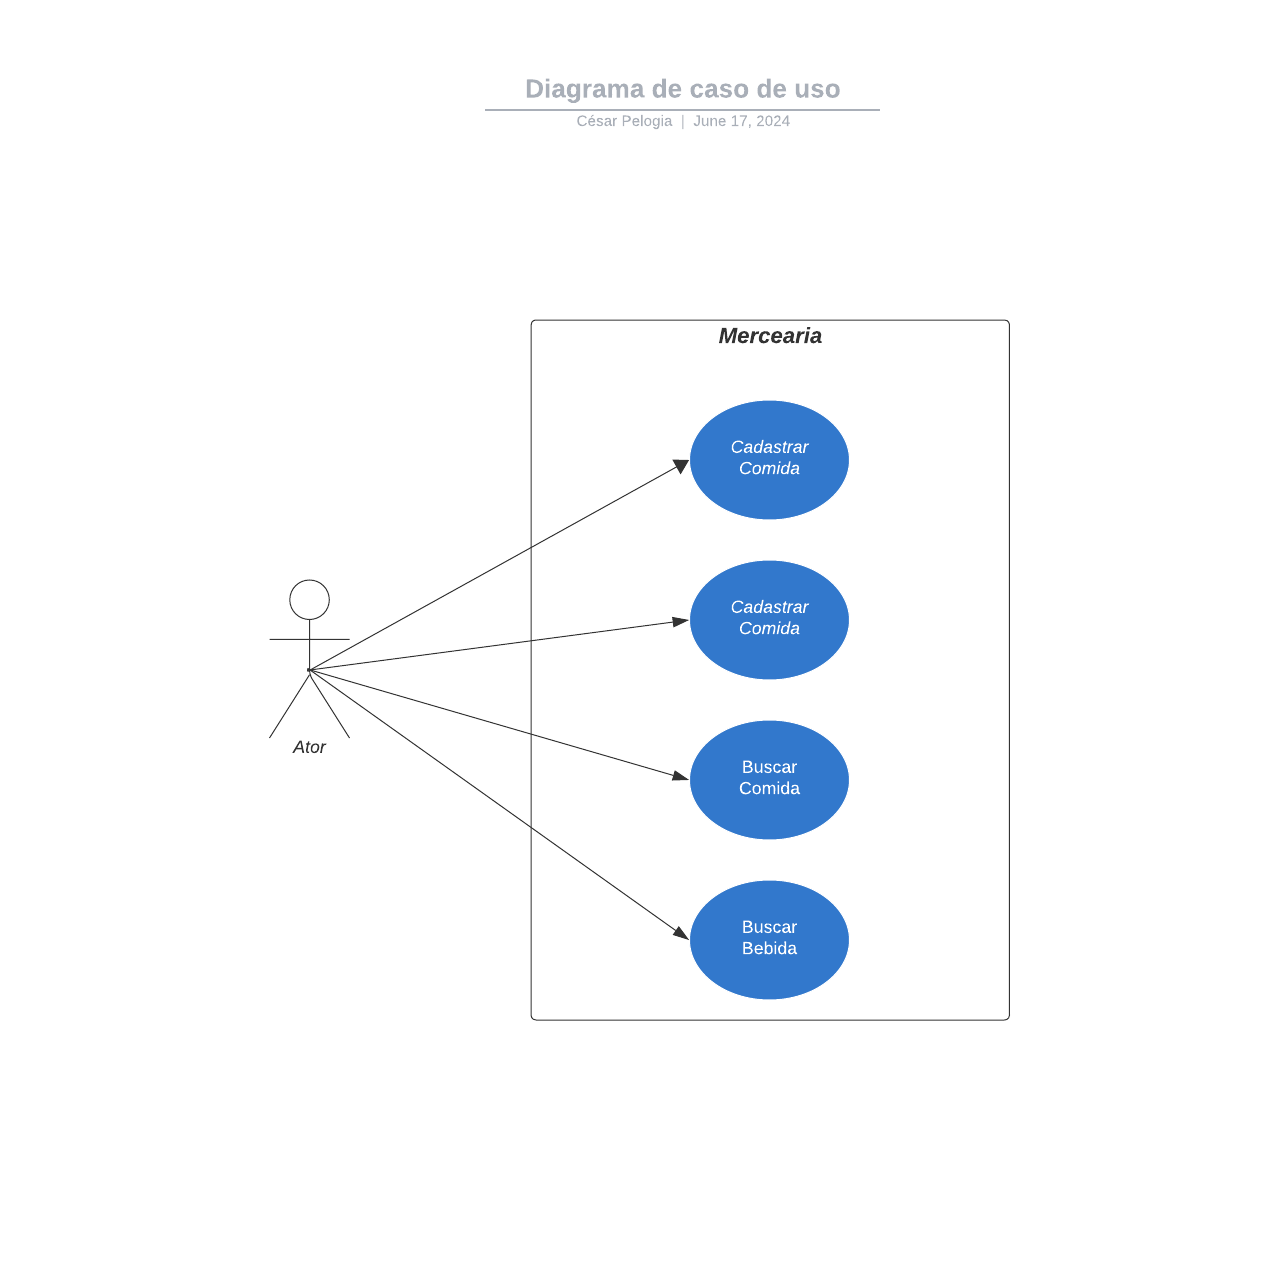 Diagrama de caso de uso
César Pelogia | June 17, 2024
Mercearia
Cadastrar
Comida
Cadastrar
Comida
Ator
Buscar
Comida
Buscar
Bebida